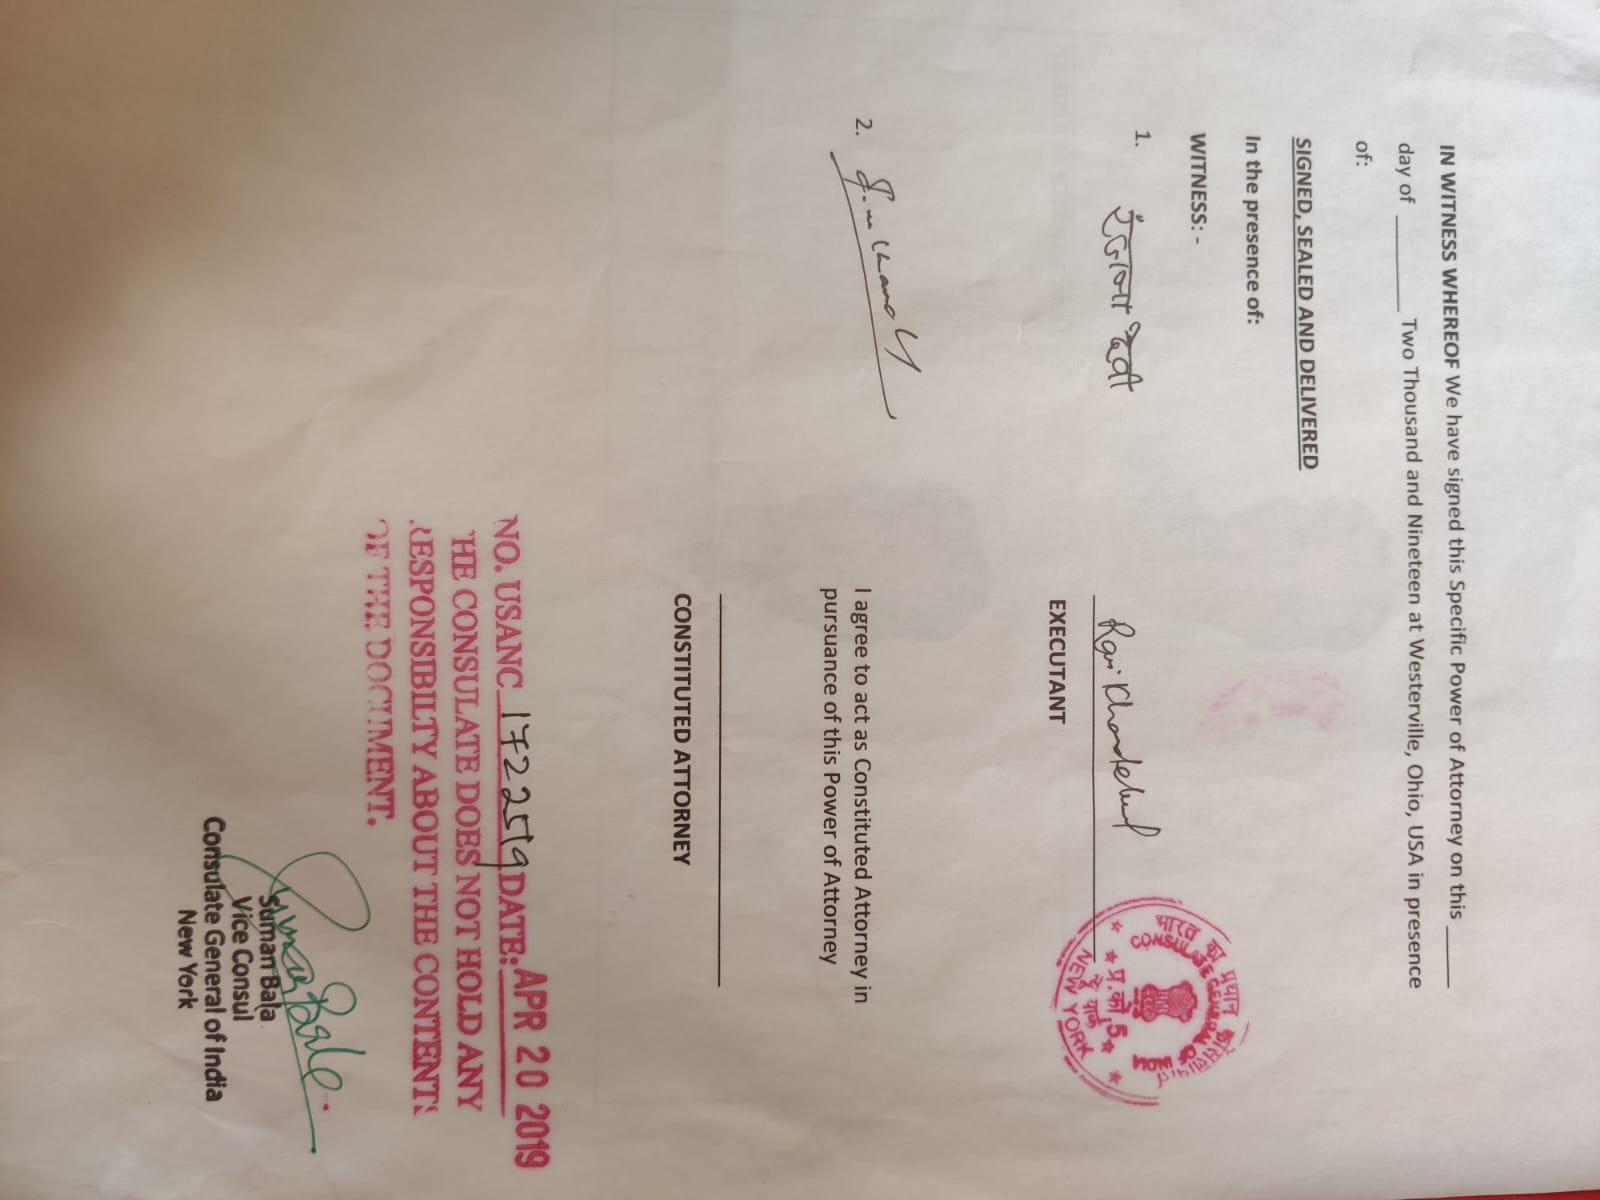 IN WITNESS WHEREOF We have signed this Specific Power of Attorney on this _____
day of ________ Two Thousand and Nineteen at Westerville, Ohio, USA in presence
of:
SIGNED, SEALED AND DELIVERED
In the presence of:
WITNESS: -
1.
रंजना देवी
Ravi Khandelwal
EXECUTANT
भारत का प्रधान कोंसलावास
CONSULATE GENERAL OF INDIA
प्र.कों.5
न्यू यार्क
NEW YORK
2.
I agree to act as Constituted Attorney in
pursuance of this Power of Attorney
CONSTITUTED ATTORNEY
NO. USANC 1722519 DATE: APR 20 2019
HE CONSULATE DOES NOT HOLD ANY
RESPONSIBILTY ABOUT THE CONTENTS
OF THE DOCUMENT.
Suman Bala
Suman Bala
Vice Consul
Consulate General of India
New York